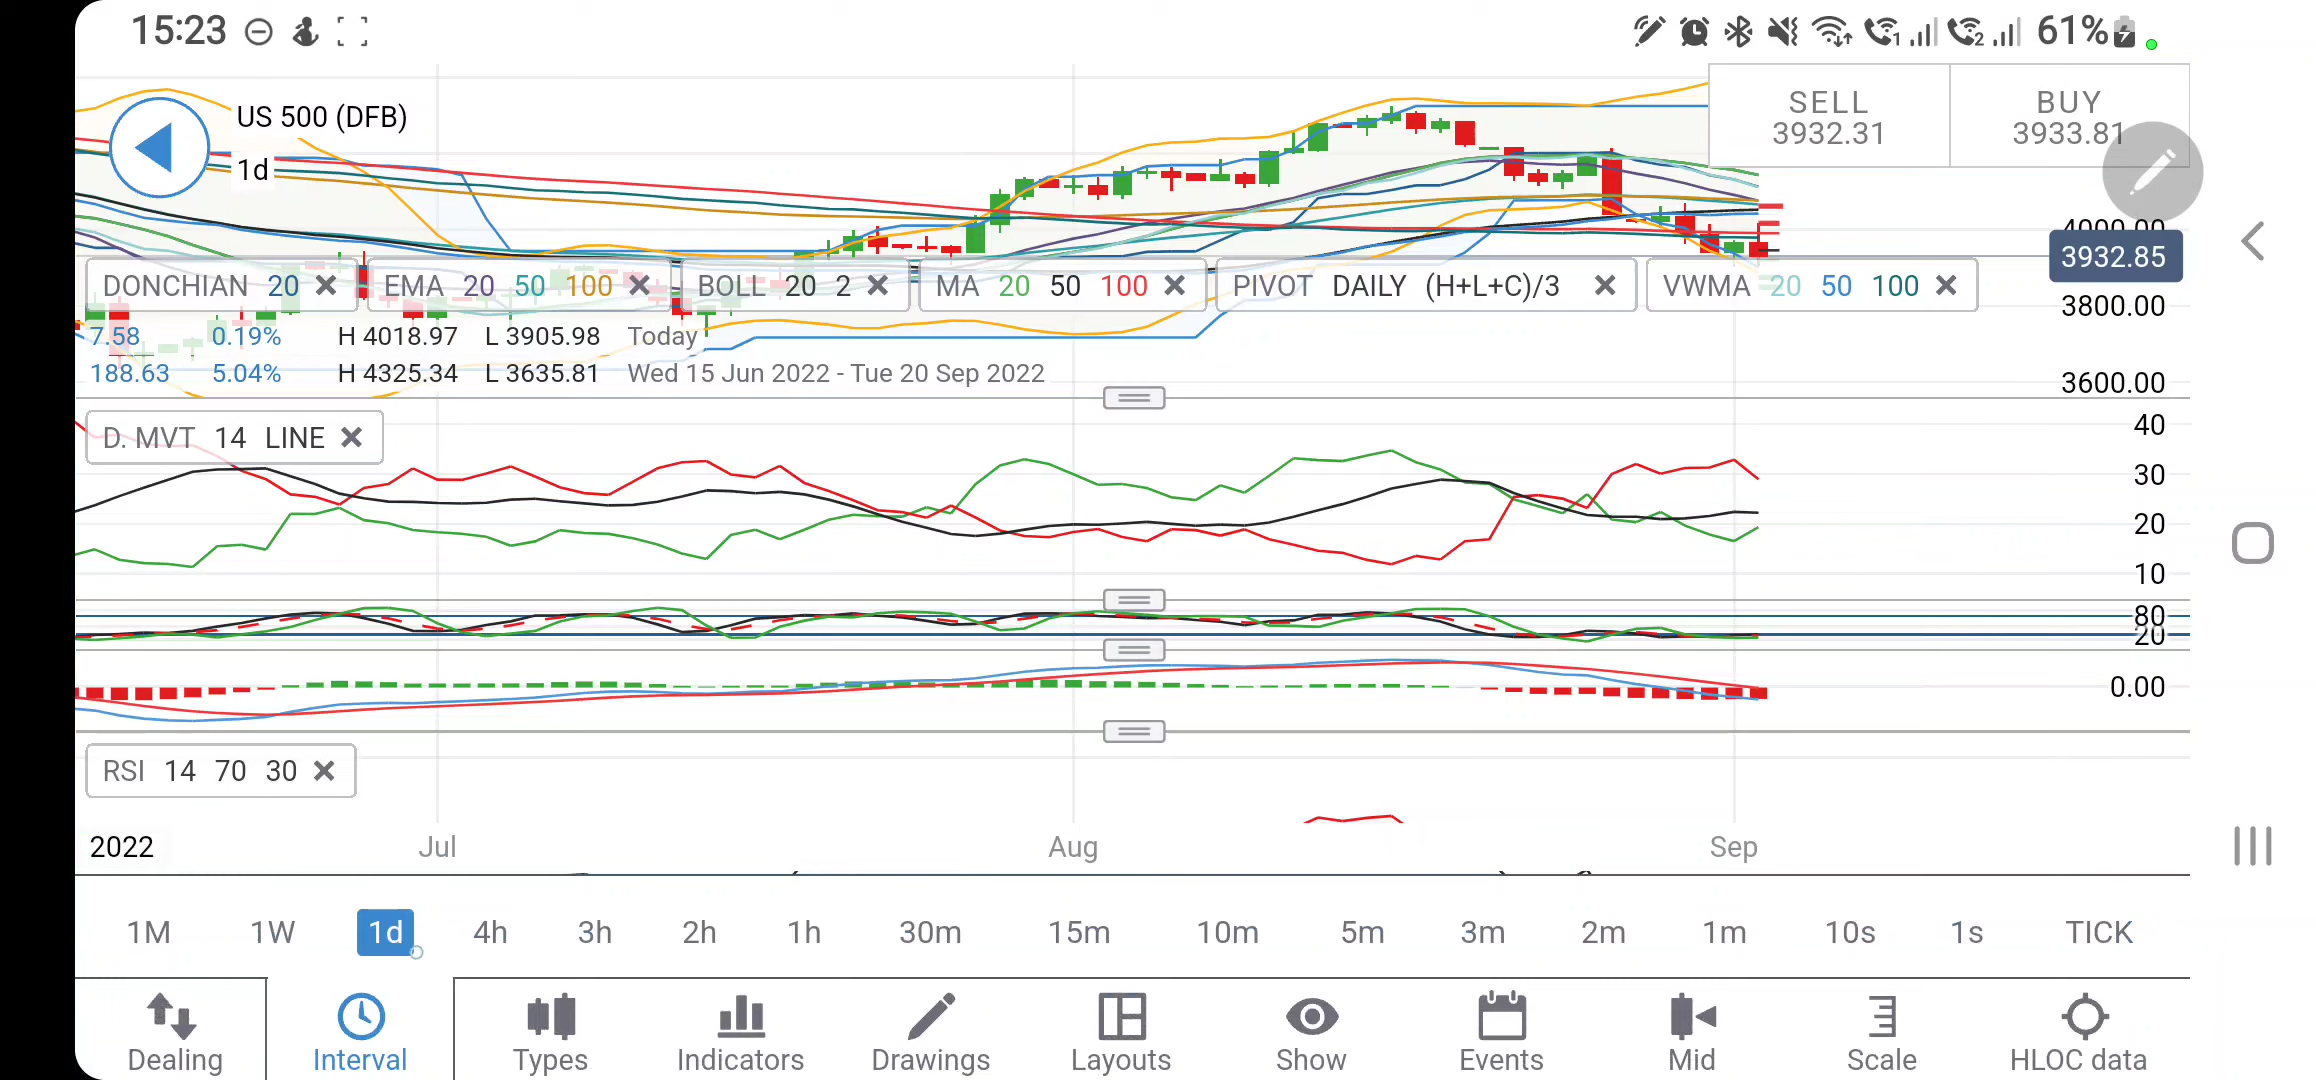 15:23
1
2
61%
US 500 (DFB)
1d
SELL
3932.31
BUY
3933.81
4000.00
3932.85
DONCHIAN 20
EMA 20 50 100
BOLL 20 2
MA 20 50 100
PIVOT DAILY (H+L+C)/3
VWMA 20 50 100
3800.00
7.58 0.19% H 4018.97 L 3905.98 Today
188.63 5.04% H 4325.34 L 3635.81 Wed 15 Jun 2022 - Tue 20 Sep 2022
3600.00
D. MVT 14 LINE
40
30
20
10
80
20
0.00
RSI 14 70 30
2022 Jul Aug Sep
1M 1W 1d 4h 3h 2h 1h 30m 15m 10m 5m 3m 2m 1m 10s 1s TICK
Dealing Interval Types Indicators Drawings Layouts Show Events Mid Scale HLOC data